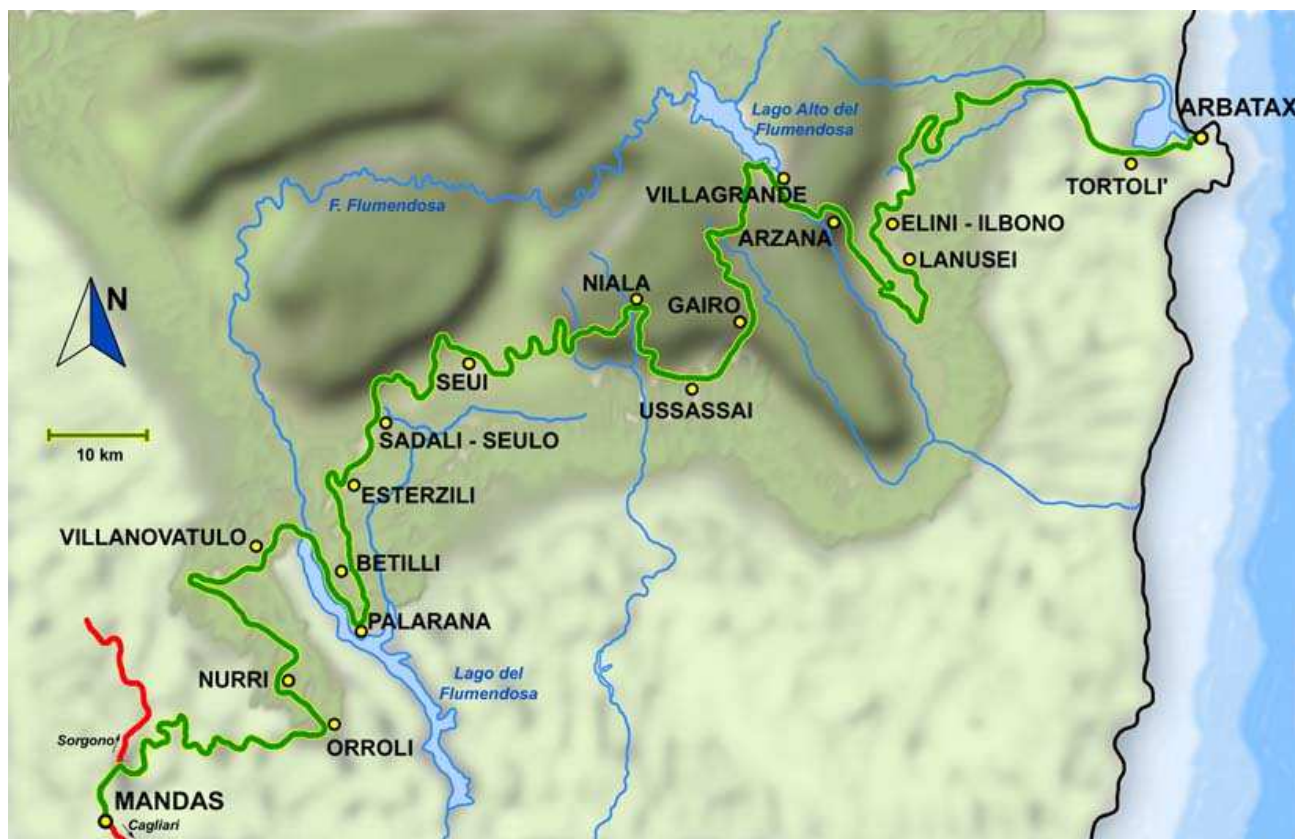 Lago Alto del
Flumendosa
ARBATAX
VILLAGRANDE
TORTOLI'
F. Flumendosa
ARZANA
ELINI - ILBONO
LANUSEI
NIALA
N
GAIRO
SEUI
USSASSAI
SADALI - SEULO
10 km
ESTERZILI
VILLANOVATULO
BETILLI
PALARANA
NURRI
Lago del
Flumendosa
Sorgono
ORROLI
MANDAS
Cagliari